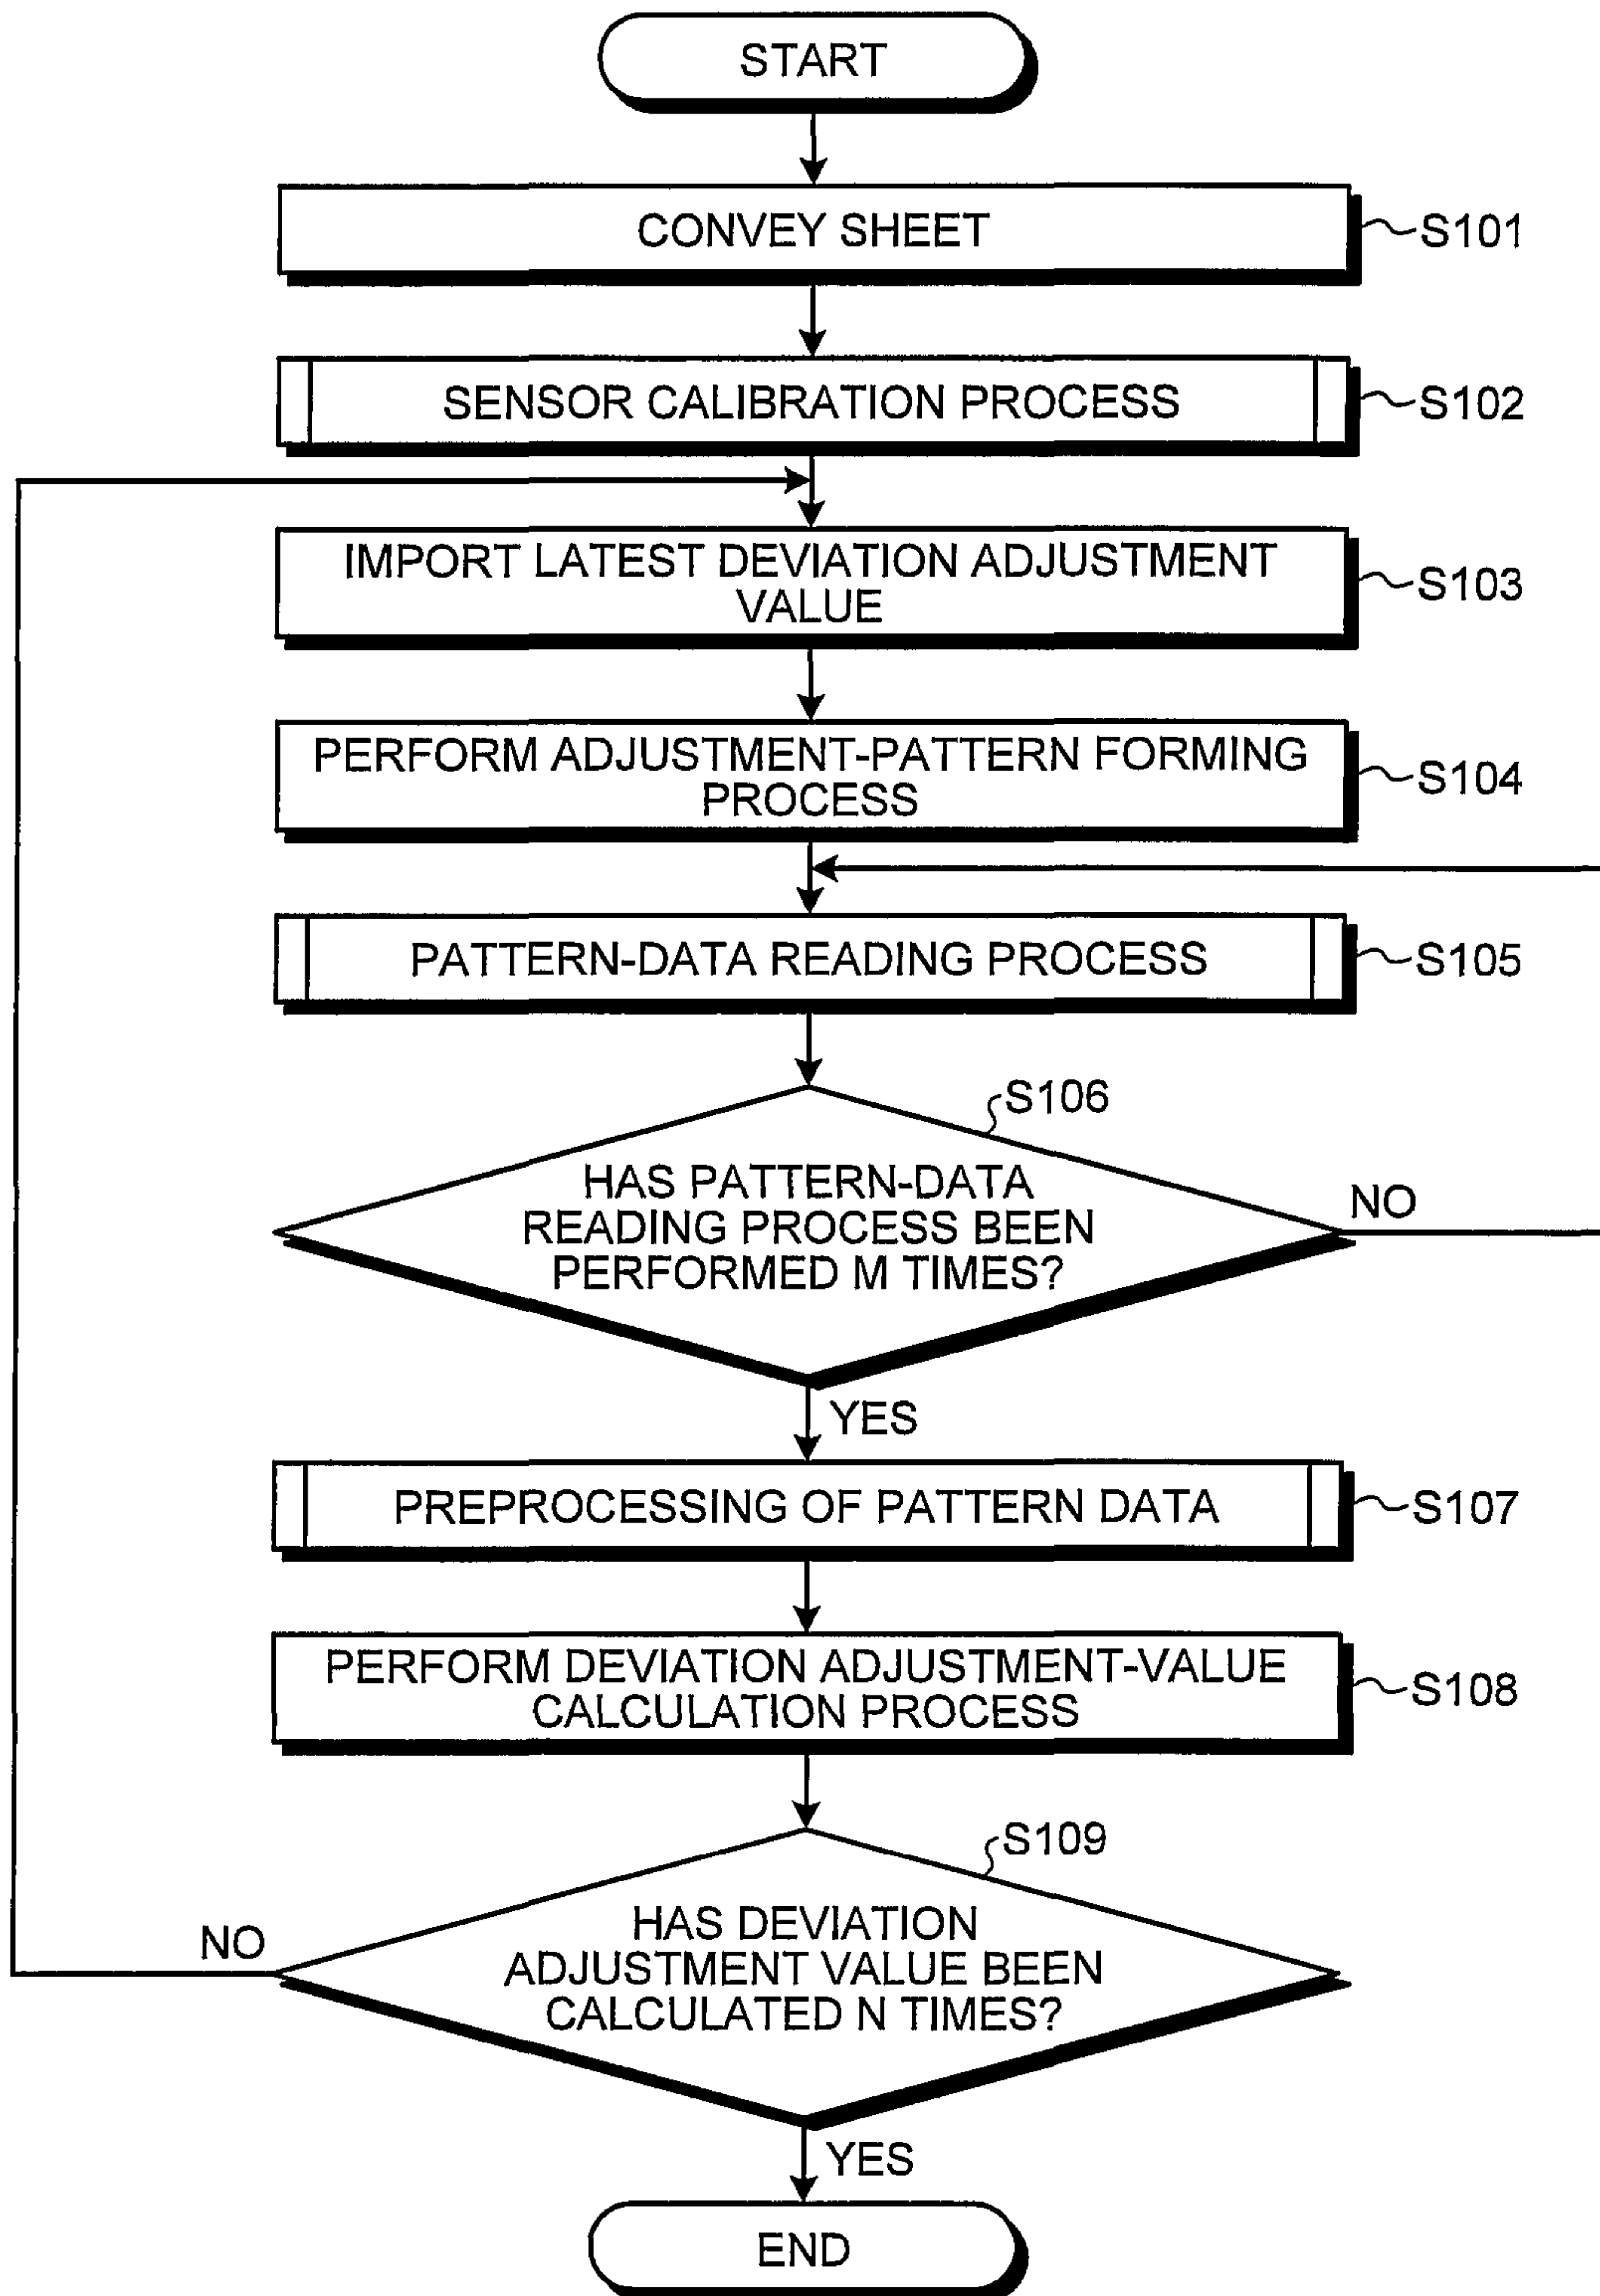 START
CONVEY SHEET
S101
SENSOR CALIBRATION PROCESS
S102
IMPORT LATEST DEVIATION ADJUSTMENT
VALUE
S103
PERFORM ADJUSTMENT-PATTERN FORMING
PROCESS
S104
PATTERN-DATA READING PROCESS
S105
S106
HAS PATTERN-DATA
READING PROCESS BEEN
PERFORMED M TIMES?
NO
YES
PREPROCESSING OF PATTERN DATA
S107
PERFORM DEVIATION ADJUSTMENT-VALUE
CALCULATION PROCESS
S108
S109
HAS DEVIATION
ADJUSTMENT VALUE BEEN
CALCULATED N TIMES?
NO
YES
END